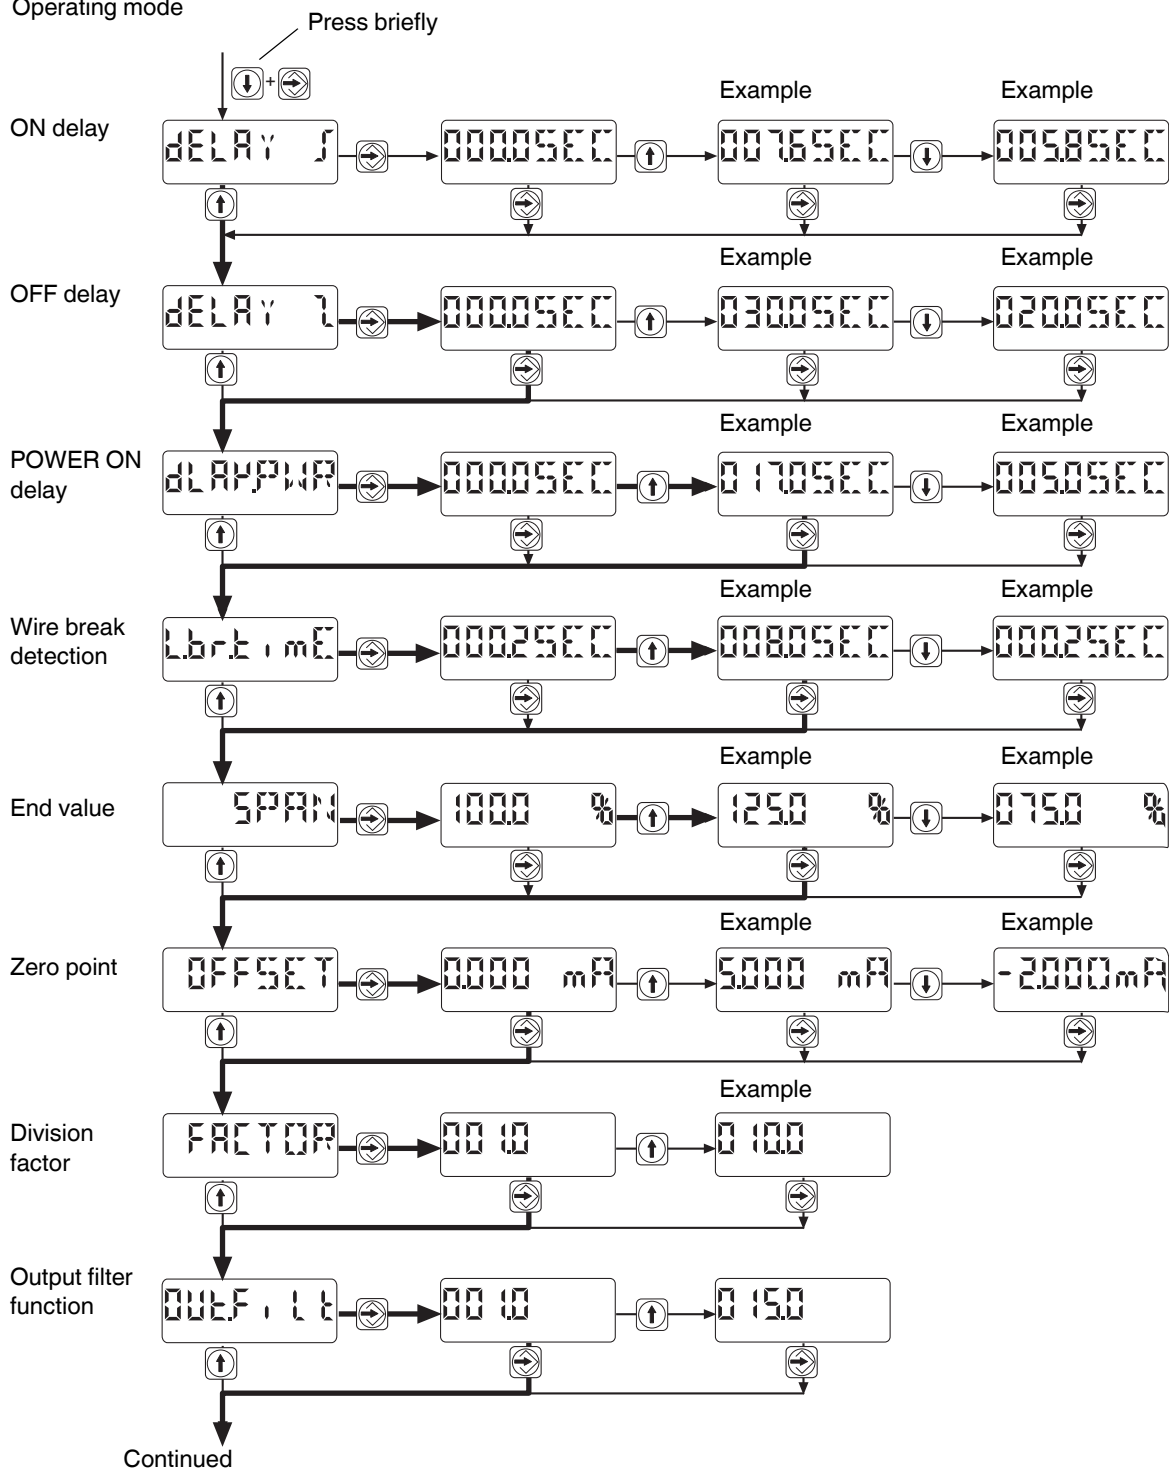 Operating mode
Press briefly
+
Example Example
ON delay
dELAY ʃ 000.0SEC 007.6SEC 005.8SEC
Example Example
OFF delay
dELAY ʅ 000.0SEC 030.0SEC 020.0SEC
Example Example
POWER ON
delay
dLAY.PWR 000.0SEC 017.0SEC 005.0SEC
Example Example
Wire break
detection
L.br.timE 000.2SEC 008.0SEC 000.2SEC
Example Example
End value
SPAN 100.0 % 125.0 % 075.0 %
Example Example
Zero point
OFFSET 0.000 mA 5.000 mA -2.000mA
Example
Division
factor
FACTOR 001.0 010.0
Output filter
function
OUt.FiLt 001.0 015.0
Continued